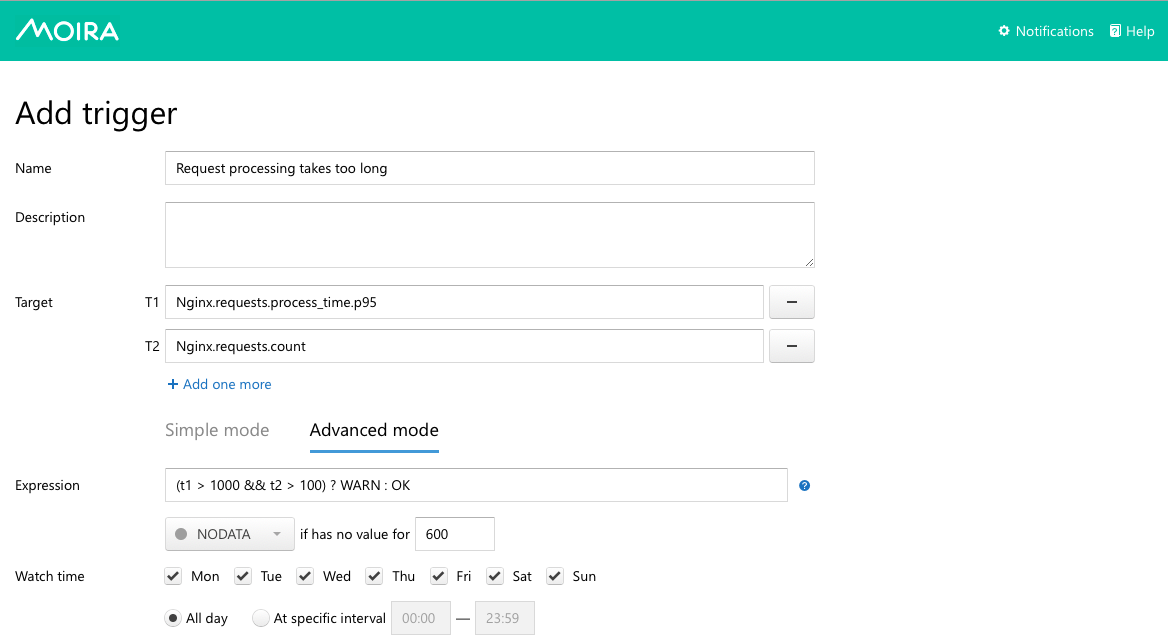 MOIRA
Notifications Help
Add trigger
Name Request processing takes too long
Description
Target T1 Nginx.requests.process_time.p95
T2 Nginx.requests.count
+ Add one more
Simple mode Advanced mode
Expression (t1 > 1000 && t2 > 100) ? WARN : OK
NODATA if has no value for 600
Watch time Mon Tue Wed Thu Fri Sat Sun
All day At specific interval 00:00 — 23:59